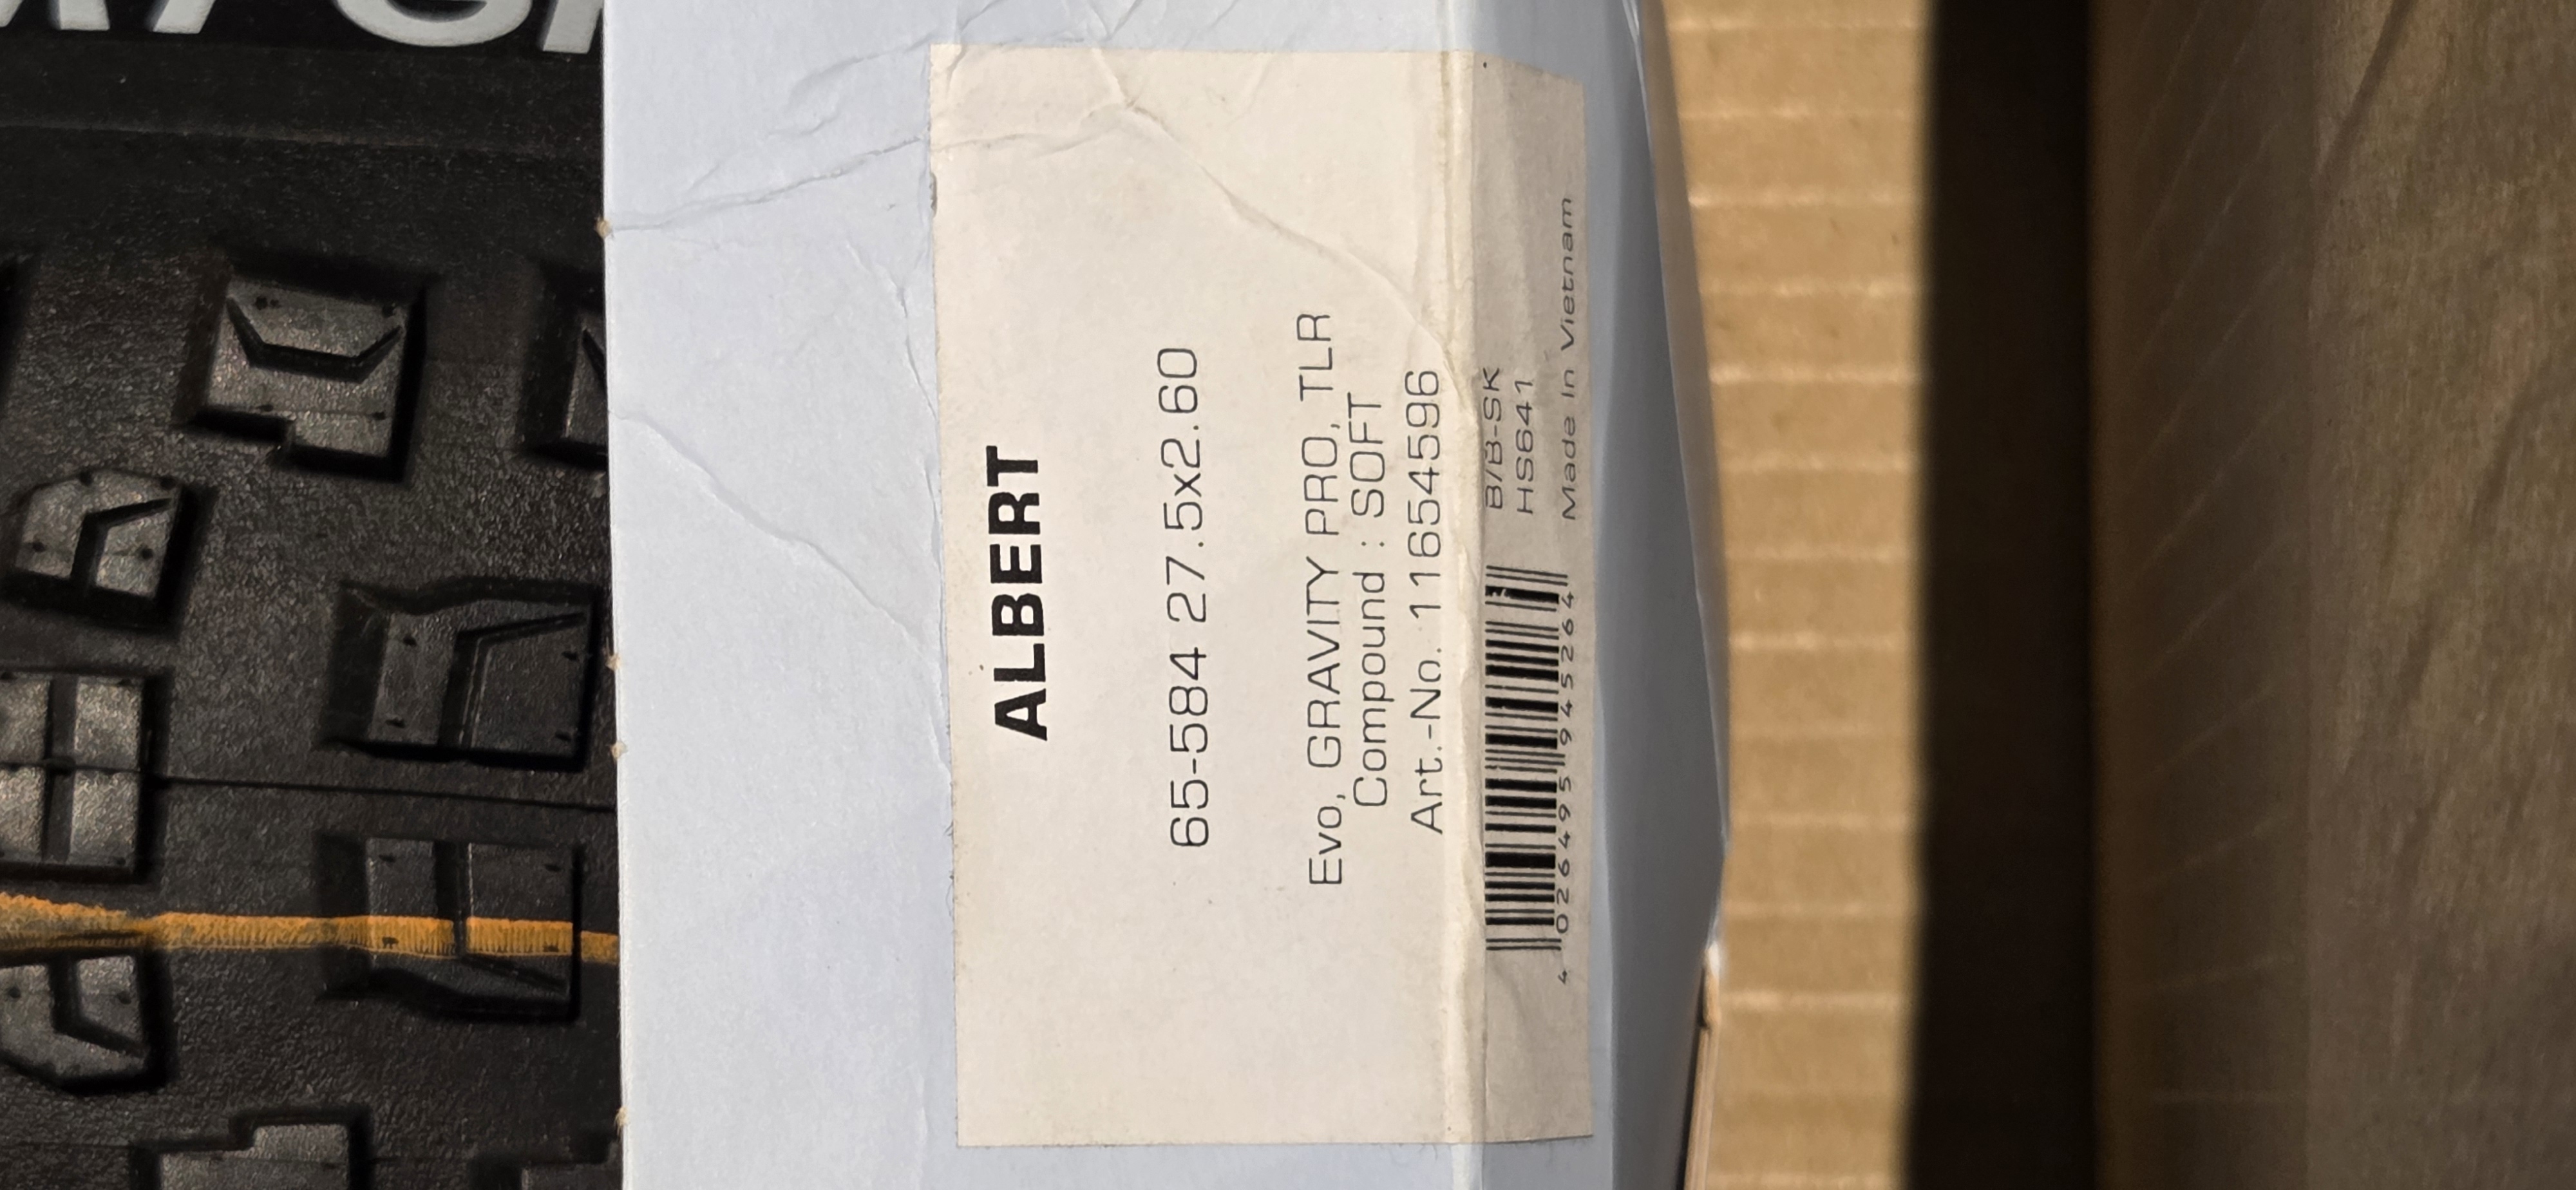 ALBERT
65-584 27.5x2.60
Evo, GRAVITY PRO, TLR
Compound : SOFT
Art.-No. 11654596
B/B-SK
HS641
Made In Vietnam
4 026495 945264